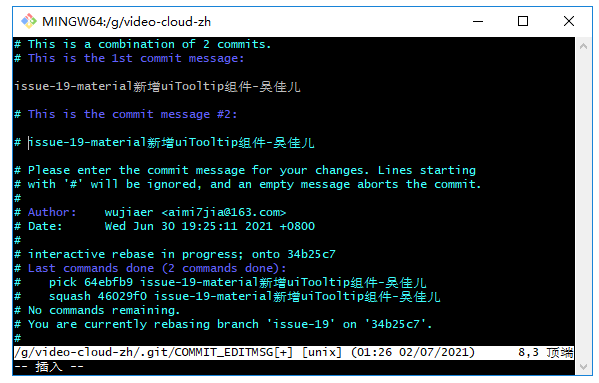 MINGW64:/g/video-cloud-zh
# This is a combination of 2 commits.
# This is the 1st commit message:
issue-19-material新增uiTooltip组件-吴佳儿
# This is the commit message #2:
# issue-19-material新增uiTooltip组件-吴佳儿
# Please enter the commit message for your changes. Lines starting
# with '#' will be ignored, and an empty message aborts the commit.
#
# Author:    wujiaer <aimi7jia@163.com>
# Date:      Wed Jun 30 19:25:11 2021 +0800
#
# interactive rebase in progress; onto 34b25c7
# Last commands done (2 commands done):
#    pick 64ebfb9 issue-19-material新增uiTooltip组件-吴佳儿
#    squash 46029f0 issue-19-material新增uiTooltip组件-吴佳儿
# No commands remaining.
# You are currently rebasing branch 'issue-19' on '34b25c7'.
#
/g/video-cloud-zh/.git/COMMIT_EDITMSG[+] [unix] (01:26 02/07/2021) 8,3 顶端
-- 插入 --